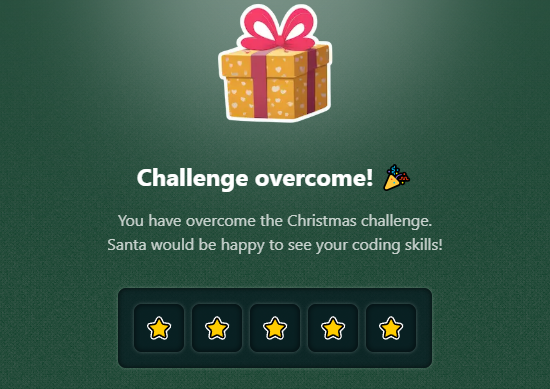 Challenge overcome! 🎉
You have overcome the Christmas challenge.
Santa would be happy to see your coding skills!